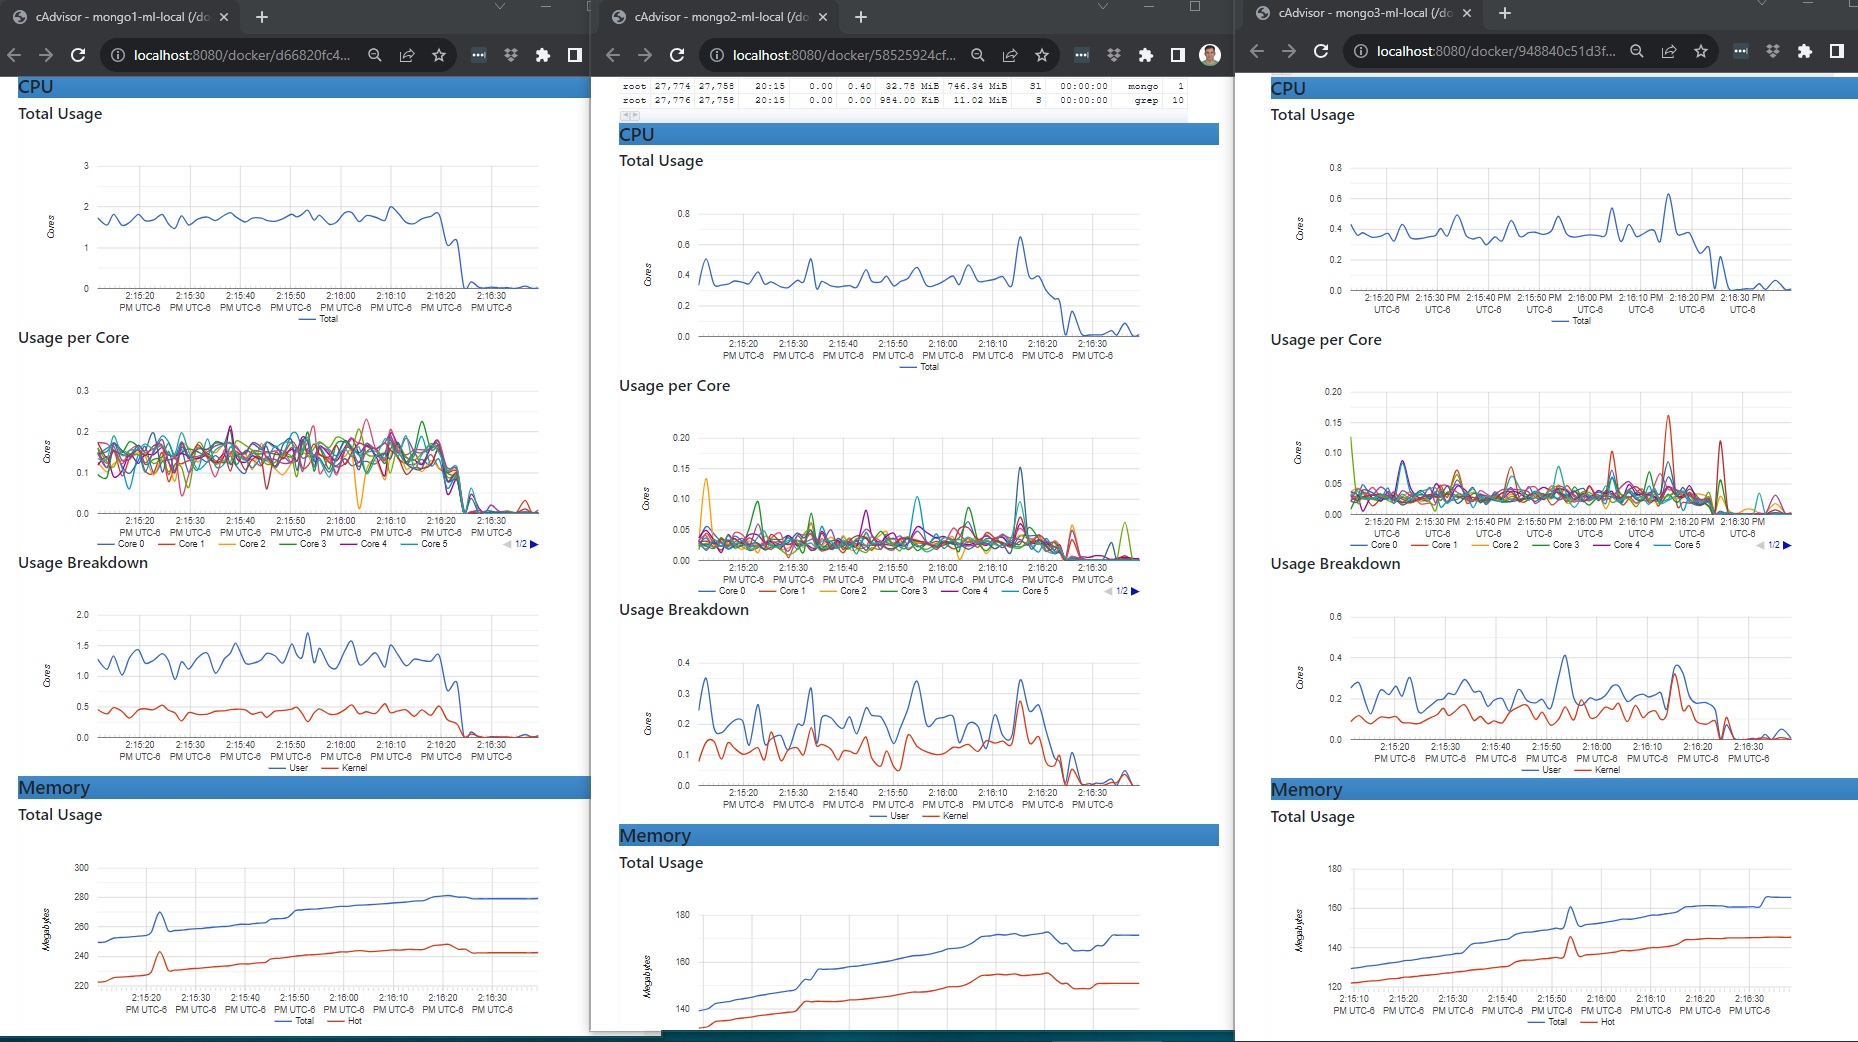 cAdvisor - mongo1-ml-local (/do
localhost:8080/docker/d66820fc4...
CPU
Total Usage
3
2
1
0
Cores
2:15:20 2:15:30 2:15:40 2:15:50 2:16:00 2:16:10 2:16:20 2:16:30
PM UTC-6 PM UTC-6 PM UTC-6 PM UTC-6 PM UTC-6 PM UTC-6 PM UTC-6 PM UTC-6
Total
Usage per Core
0.3
0.2
0.1
0.0
Cores
2:15:20 2:15:30 2:15:40 2:15:50 2:16:00 2:16:10 2:16:20 2:16:30
PM UTC-6 PM UTC-6 PM UTC-6 PM UTC-6 PM UTC-6 PM UTC-6 PM UTC-6 PM UTC-6
Core 0 Core 1 Core 2 Core 3 Core 4 Core 5 1/2
Usage Breakdown
2.0
1.5
1.0
0.5
0.0
Cores
2:15:20 2:15:30 2:15:40 2:15:50 2:16:00 2:16:10 2:16:20 2:16:30
PM UTC-6 PM UTC-6 PM UTC-6 PM UTC-6 PM UTC-6 PM UTC-6 PM UTC-6 PM UTC-6
User Kernel
Memory
Total Usage
300
280
260
240
220
Megabytes
2:15:20 2:15:30 2:15:40 2:15:50 2:16:00 2:16:10 2:16:20 2:16:30
PM UTC-6 PM UTC-6 PM UTC-6 PM UTC-6 PM UTC-6 PM UTC-6 PM UTC-6 PM UTC-6
Total Hot
cAdvisor - mongo2-ml-local (/do
localhost:8080/docker/58525924cf...
root 27,774 27,758 20:15 0.00 0.40 32.78 MiB 746.34 MiB Sl 00:00:00 mongo 1
root 27,776 27,758 20:15 0.00 0.00 984.00 KiB 11.02 MiB S 00:00:00 grep 10
CPU
Total Usage
0.8
0.6
0.4
0.2
0.0
Cores
2:15:20 2:15:30 2:15:40 2:15:50 2:16:00 2:16:10 2:16:20 2:16:30
PM UTC-6 PM UTC-6 PM UTC-6 PM UTC-6 PM UTC-6 PM UTC-6 PM UTC-6 PM UTC-6
Total
Usage per Core
0.20
0.15
0.10
0.05
0.00
Cores
2:15:20 2:15:30 2:15:40 2:15:50 2:16:00 2:16:10 2:16:20 2:16:30
PM UTC-6 PM UTC-6 PM UTC-6 PM UTC-6 PM UTC-6 PM UTC-6 PM UTC-6 PM UTC-6
Core 0 Core 1 Core 2 Core 3 Core 4 Core 5 1/2
Usage Breakdown
0.4
0.3
0.2
0.1
0.0
Cores
2:15:20 2:15:30 2:15:40 2:15:50 2:16:00 2:16:10 2:16:20 2:16:30
PM UTC-6 PM UTC-6 PM UTC-6 PM UTC-6 PM UTC-6 PM UTC-6 PM UTC-6 PM UTC-6
User Kernel
Memory
Total Usage
180
160
140
Megabytes
cAdvisor - mongo3-ml-local (/do
localhost:8080/docker/948840c51d3f...
CPU
Total Usage
0.8
0.6
0.4
0.2
0.0
Cores
2:15:20 PM 2:15:30 PM 2:15:40 PM 2:15:50 PM 2:16:00 PM 2:16:10 PM 2:16:20 PM 2:16:30 PM
UTC-6 UTC-6 UTC-6 UTC-6 UTC-6 UTC-6 UTC-6 UTC-6
Total
Usage per Core
0.20
0.15
0.10
0.05
0.00
Cores
2:15:20 PM 2:15:30 PM 2:15:40 PM 2:15:50 PM 2:16:00 PM 2:16:10 PM 2:16:20 PM 2:16:30 PM
UTC-6 UTC-6 UTC-6 UTC-6 UTC-6 UTC-6 UTC-6 UTC-6
Core 0 Core 1 Core 2 Core 3 Core 4 Core 5 1/2
Usage Breakdown
0.6
0.4
0.2
0.0
Cores
2:15:20 2:15:30 2:15:40 2:15:50 2:16:00 2:16:10 2:16:20 2:16:30
PM UTC-6 PM UTC-6 PM UTC-6 PM UTC-6 PM UTC-6 PM UTC-6 PM UTC-6 PM UTC-6
User Kernel
Memory
Total Usage
180
160
140
120
Megabytes
2:15:10 2:15:20 2:15:30 2:15:40 2:15:50 2:16:00 2:16:10 2:16:20 2:16:30
PM UTC-6 PM UTC-6 PM UTC-6 PM UTC-6 PM UTC-6 PM UTC-6 PM UTC-6 PM UTC-6 PM UTC-6
Total Hot